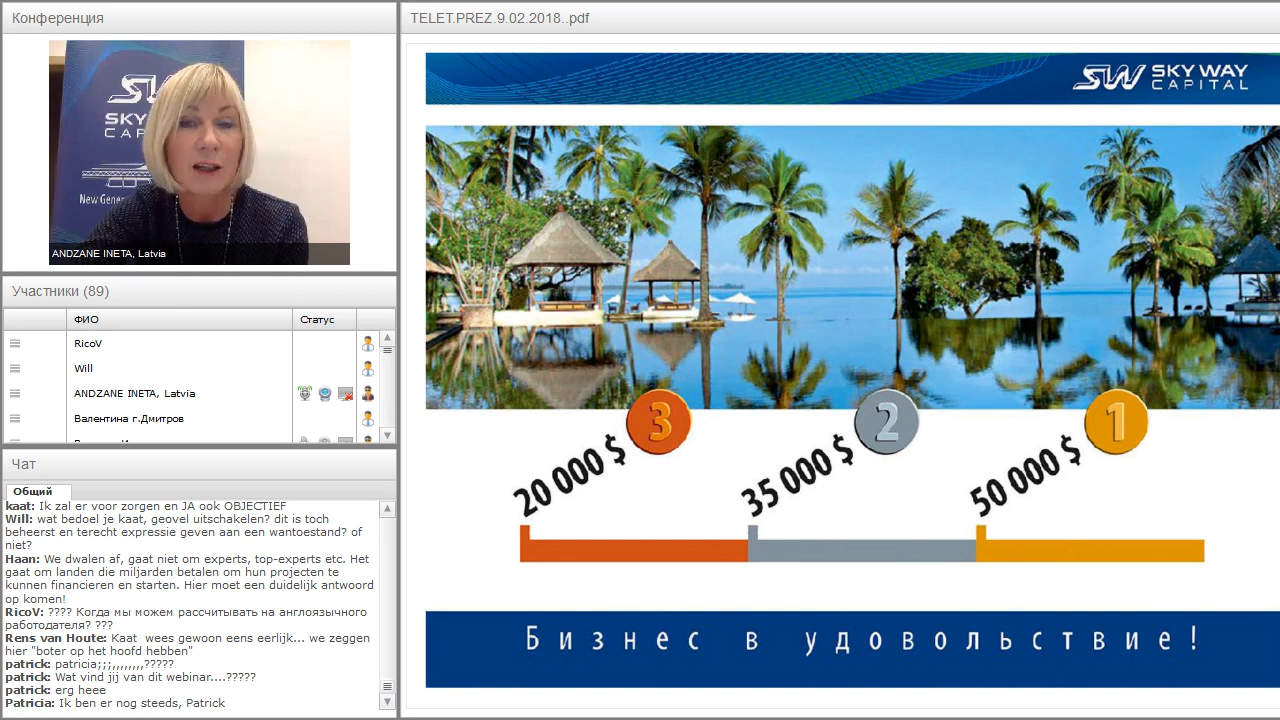 Конференция
SW
SKY
CAP
New Gener
ANDZANE INETA, Latvia
Участники (89)
ФИО
Статус
RicoV
Will
ANDZANE INETA, Latvia
Валентина г.Дмитров
Чат
Общий
kaat: Ik zal er voor zorgen en JA ook OBJECTIEF
Will: wat bedoel je kaat, geovel uitschakelen? dit is toch
beheerst en terecht expressie geven aan een wantoestand? of
niet?
Haan: We dwalen af, gaat niet om experts, top-experts etc. Het
gaat om landen die miljarden betalen om hun projecten te
kunnen financieren en starten. Hier moet een duidelijk antwoord
op komen!
RicoV: ???? Когда мы можем рассчитывать на англоязычного
работодателя? ???
Rens van Houte: Kaat  wees gewoon eens eerlijk... we zeggen
hier "boter op het hoofd hebben"
patrick: patricia;;;,,,,,,,,?????
patrick: Wat vind jij van dit webinar....?????
patrick: erg heee
Patricia: Ik ben er nog steeds, Patrick
TELET.PREZ.9.02.2018..pdf
SW SKY WAY
CAPITAL
3
2
1
20 000 $
35 000 $
50 000 $
Бизнес в удовольствие!